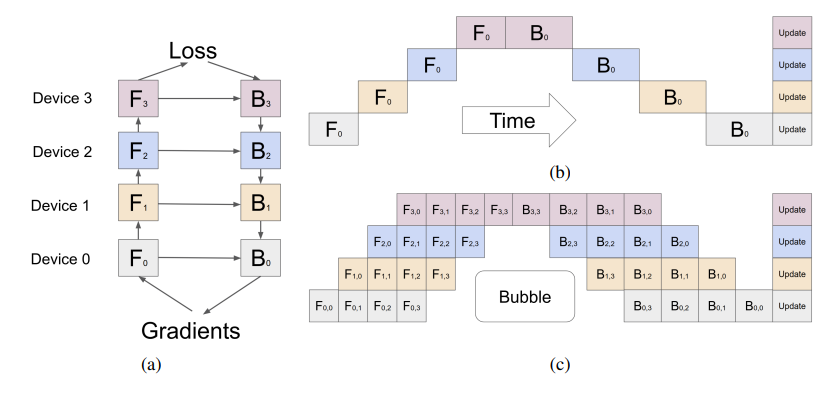 Loss
Device 3 F3 B3
Device 2 F2 B2
Device 1 F1 B1
Device 0 F0 B0
Gradients
(a)
F0 B0 Update
F0 B0 Update
F0 B0 Update
F0 Time B0 Update
(b)
F3,0 F3,1 F3,2 F3,3 B3,3 B3,2 B3,1 B3,0 Update
F2,0 F2,1 F2,2 F2,3 B2,3 B2,2 B2,1 B2,0 Update
F1,0 F1,1 F1,2 F1,3 B1,3 B1,2 B1,1 B1,0 Update
Bubble
F0,0 F0,1 F0,2 F0,3 B0,3 B0,2 B0,1 B0,0 Update
(c)